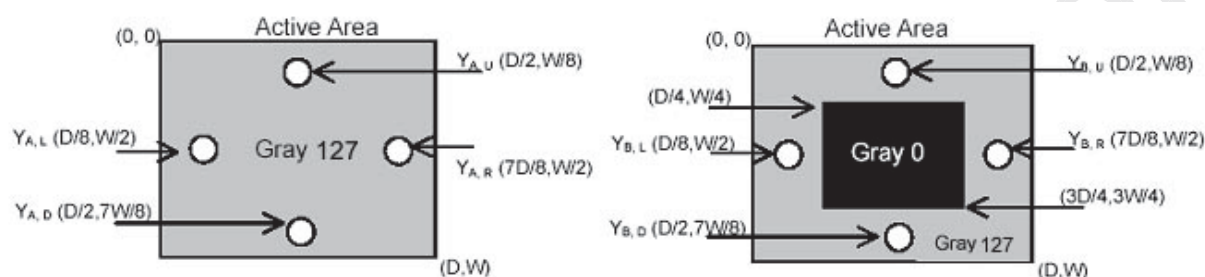 Active Area
(0, 0)
Y_A, U (D/2,W/8)
Y_A, L (D/8,W/2)
Gray 127
Y_A, R (7D/8,W/2)
Y_A, D (D/2,7W/8)
(D,W)
Active Area
(0, 0)
Y_B, U (D/2,W/8)
(D/4,W/4)
Y_B, L (D/8,W/2)
Gray 0
Y_B, R (7D/8,W/2)
(3D/4,3W/4)
Y_B, D (D/2,7W/8)
Gray 127
(D,W)